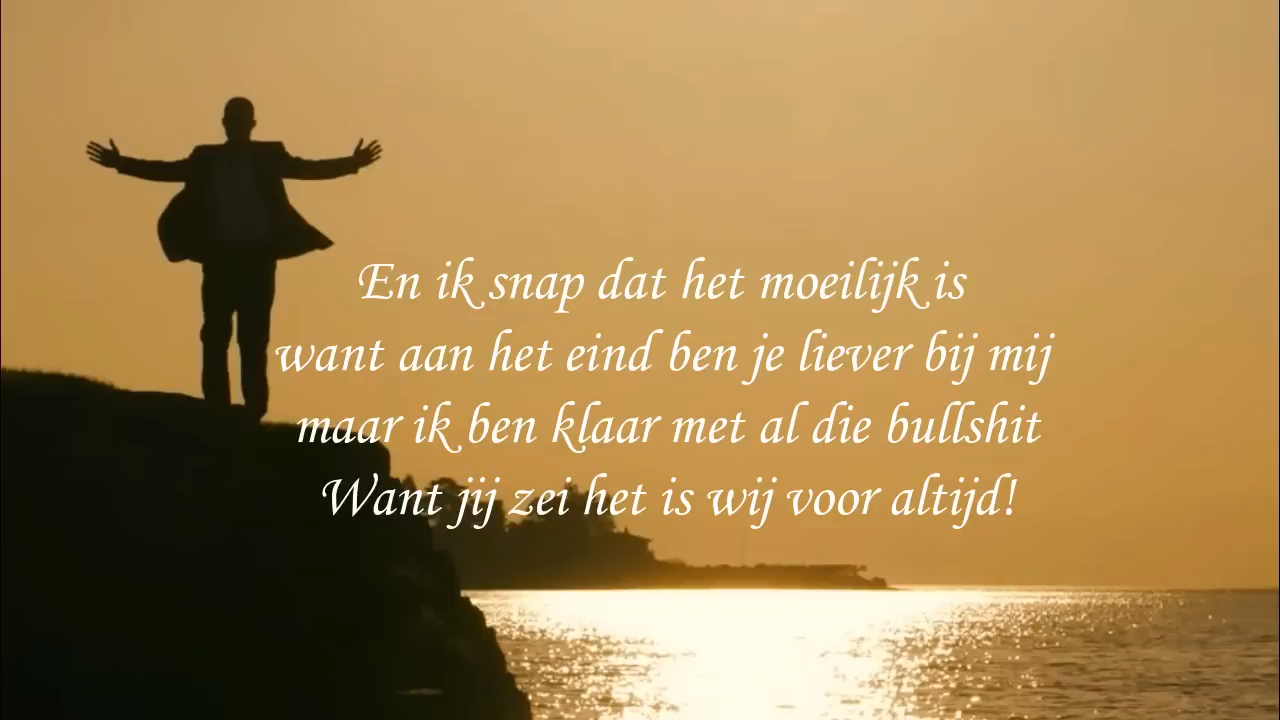 En ik snap dat het moeilijk is
want aan het eind ben je liever bij mij
maar ik ben klaar met al die bullshit
Want jij zei het is wij voor altijd!